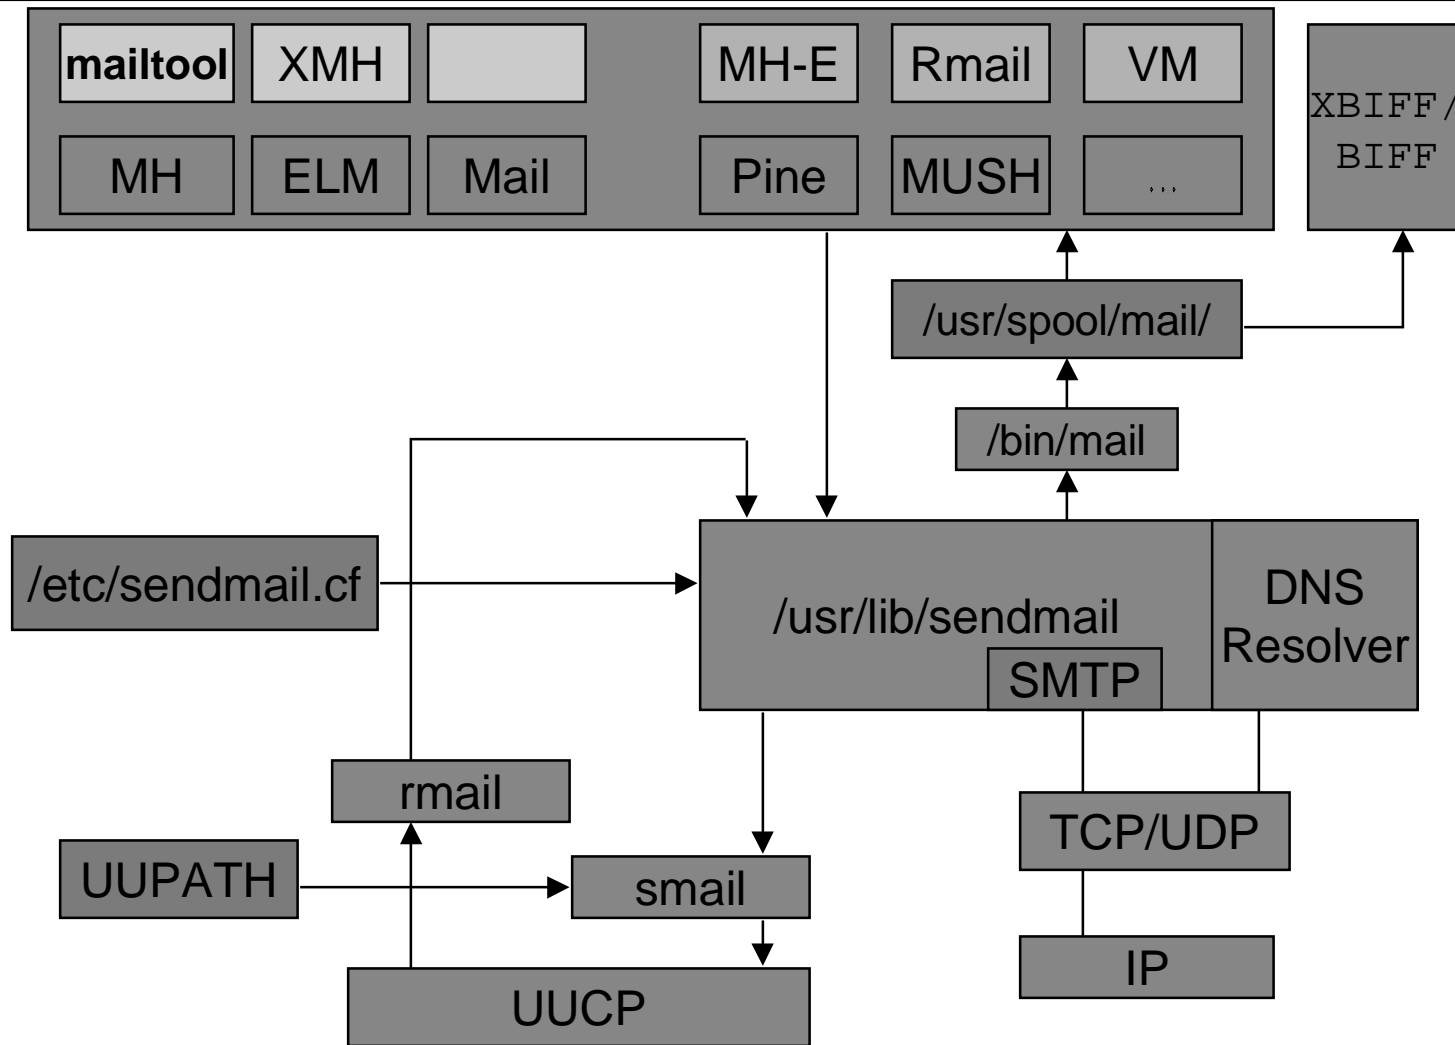 mailtool XMH MH-E Rmail VM
MH ELM Mail Pine MUSH ...
XBIFF/
BIFF
/usr/spool/mail/
/bin/mail
/etc/sendmail.cf
/usr/lib/sendmail
SMTP
DNS
Resolver
rmail
TCP/UDP
UUPATH
smail
IP
UUCP